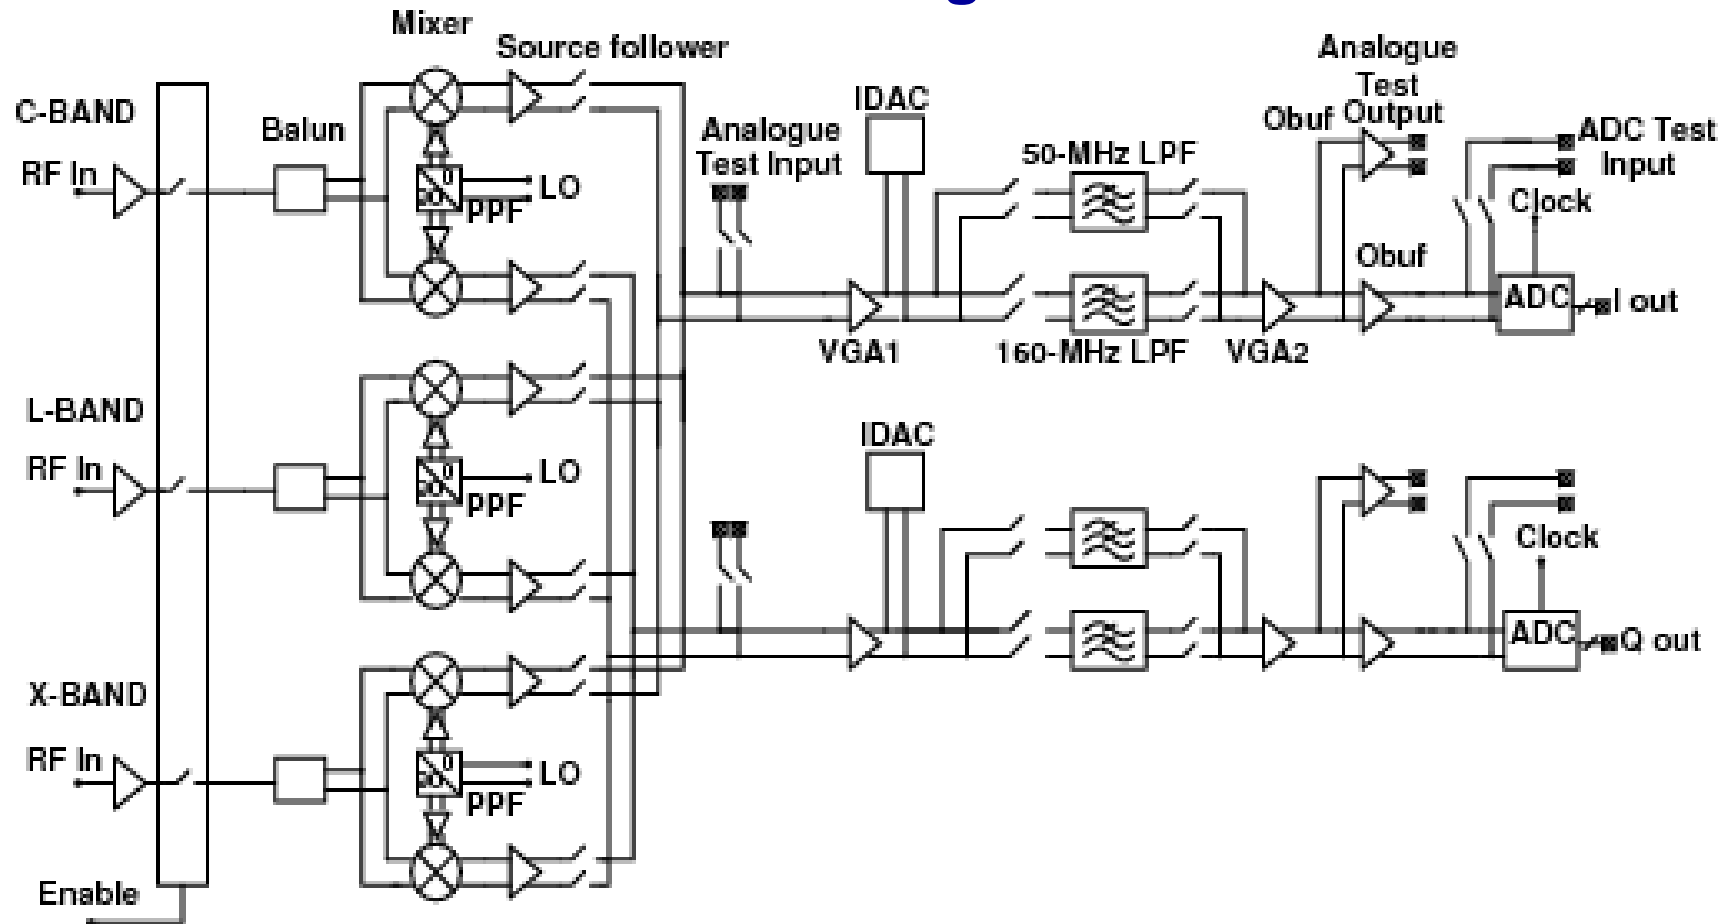 Mixer
Source follower
Analogue
Test
Output
C-BAND
Balun
IDAC
Analogue
Test Input
Obuf
ADC Test
Input
50-MHz LPF
RF In
LO
PPF
Clock
Obuf
ADC
I out
VGA1
160-MHz LPF
VGA2
L-BAND
RF In
LO
PPF
IDAC
Clock
ADC
Q out
X-BAND
RF In
LO
PPF
Enable